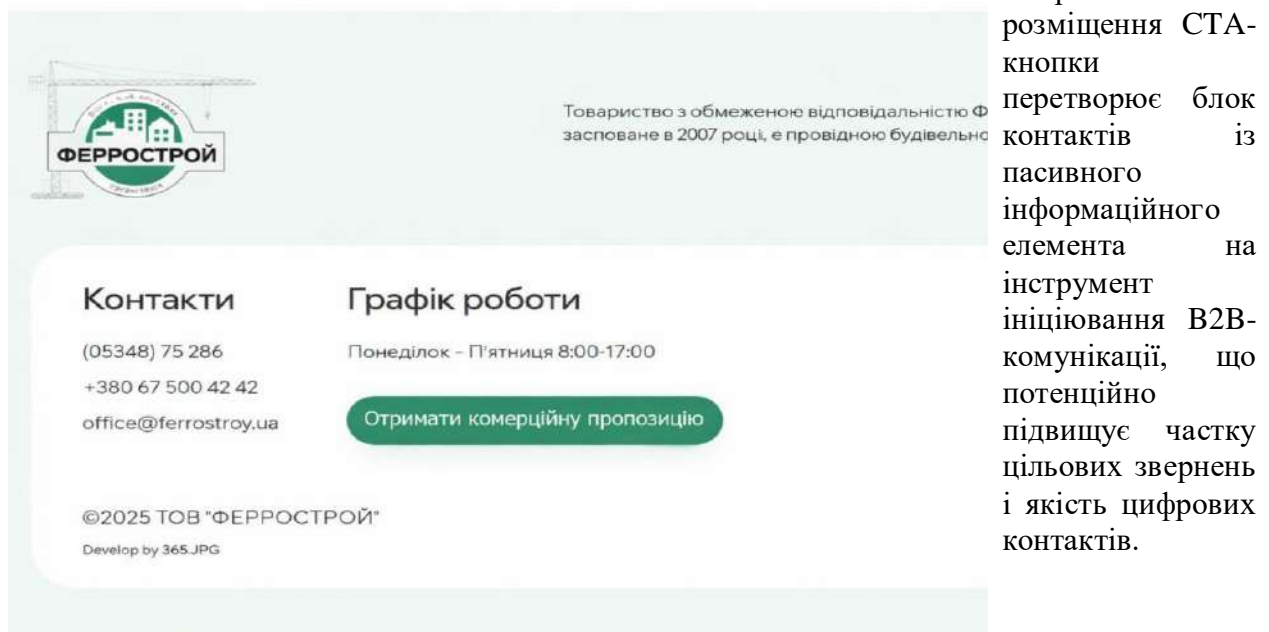 ФЕРРОСТРОЙ
Товариство з обмеженою відповідальністю Ф
засповане в 2007 році, є провідною будівельно
Контакти
(05348) 75 286
+380 67 500 42 42
office@ferrostroy.ua
Графік роботи
Понеділок – П'ятниця 8:00-17:00
Отримати комерційну пропозицію
©2025 ТОВ "ФЕРРОСТРОЙ"
Develop by 365.JPG
розміщення CTA-
кнопки
перетворює блок
контактів із
пасивного
інформаційного
елемента на
інструмент
ініціювання B2B-
комунікації, що
потенційно
підвищує частку
цільових звернень
і якість цифрових
контактів.